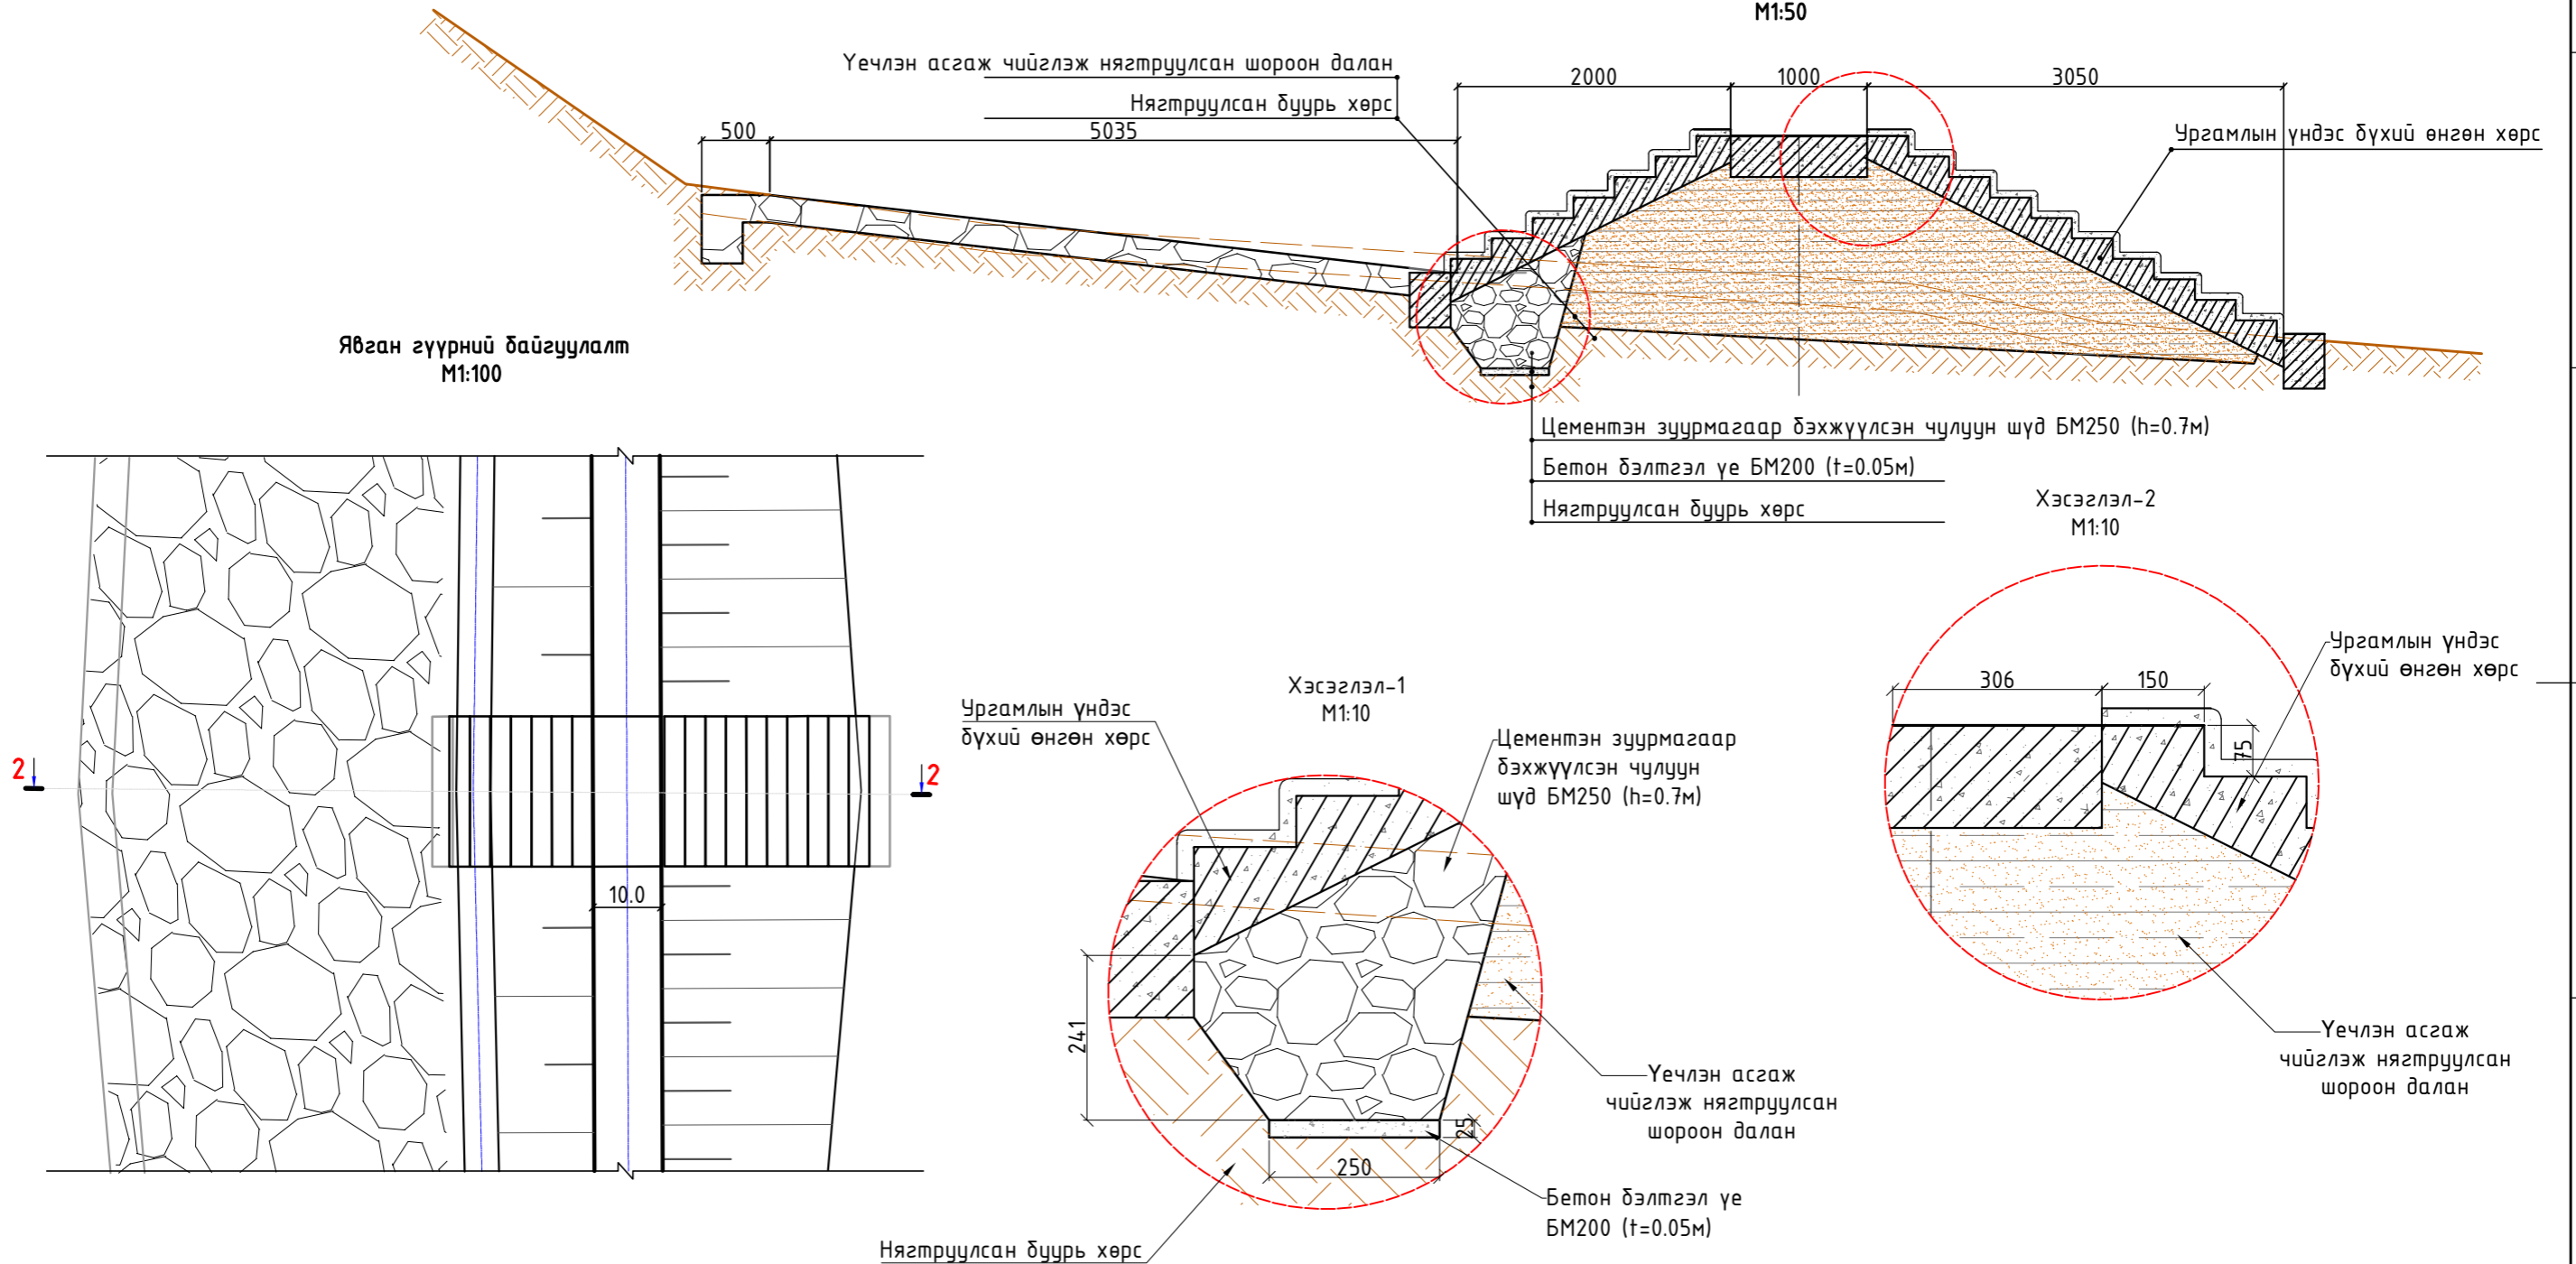 М1:50
Үечлэн асгаж чийглэж нягтруулсан шороон далан
Нягтруулсан буурь хөрс
500
5035
2000
1000
3050
Ургамлын үндэс бүхий өнгөн хөрс
Явган гүүрний байгуулалт
М1:100
Цементэн зуурмагаар бэхжүүлсэн чулуун шүд БМ250 (h=0.7м)
Бетон бэлтгэл үе БМ200 (t=0.05м)
Нягтруулсан буурь хөрс
2
2
10.0
Хэсэглэл-1
М1:10
Ургамлын үндэс
бүхий өнгөн хөрс
Цементэн зуурмагаар
бэхжүүлсэн чулуун
шүд БМ250 (h=0.7м)
241
250
25
Үечлэн асгаж
чийглэж нягтруулсан
шороон далан
Бетон бэлтгэл үе
БМ200 (t=0.05м)
Нягтруулсан буурь хөрс
Хэсэглэл-2
М1:10
306
150
75
Ургамлын үндэс
бүхий өнгөн хөрс
Үечлэн асгаж
чийглэж нягтруулсан
шороон далан